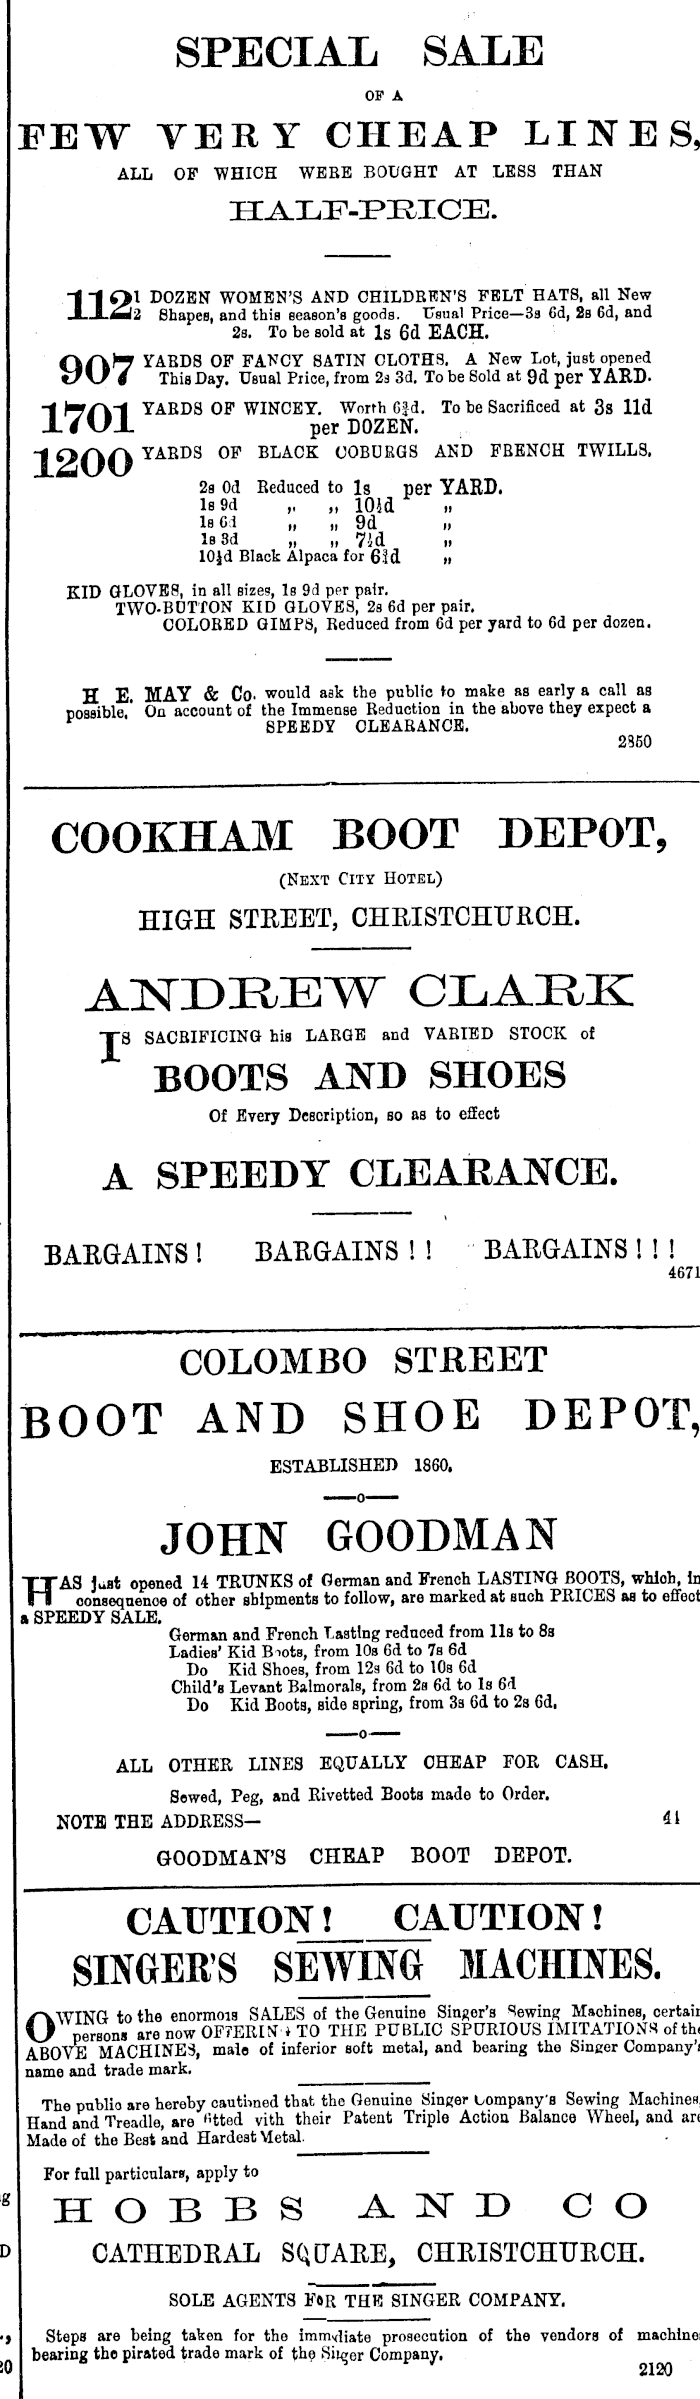 SPECIAL SALE
OF A
FEW VERY CHEAP LINES,
ALL OF WHICH WERE BOUGHT AT LESS THAN
HALF-PRICE.
112½ DOZEN WOMEN'S AND CHILDREN'S FELT HATS, all New
Shapes, and this season's goods. Usual Price—3s 6d, 2s 6d, and
2s. To be sold at 1s 6d EACH.
907 YARDS OF FANCY SATIN CLOTHS. A New Lot, just opened
This Day. Usual Price, from 2s 3d. To be Sold at 9d per YARD.
1701 YARDS OF WINCEY. Worth 6¾d. To be Sacrificed at 3s 11d
per DOZEN.
1200 YARDS OF BLACK COBURGS AND FRENCH TWILLS.
2s 0d Reduced to 1s per YARD.
1s 9d „ „ 10½d „
1s 6d „ „ 9d „
1s 3d „ „ 7½d „
10½d Black Alpaca for 6¾d „
KID GLOVES, in all sizes, 1s 9d per pair.
TWO-BUTTON KID GLOVES, 2s 6d per pair.
COLORED GIMPS, Reduced from 6d per yard to 6d per dozen.
H E. MAY & Co. would ask the public to make as early a call as
possible. On account of the Immense Reduction in the above they expect a
SPEEDY CLEARANCE.
2850
COOKHAM BOOT DEPOT,
(NEXT CITY HOTEL)
HIGH STREET, CHRISTCHURCH.
ANDREW CLARK
IS SACRIFICING his LARGE and VARIED STOCK of
BOOTS AND SHOES
Of Every Description, so as to effect
A SPEEDY CLEARANCE.
BARGAINS! BARGAINS!! BARGAINS!!!
4671
COLOMBO STREET
BOOT AND SHOE DEPOT,
ESTABLISHED 1860.
JOHN GOODMAN
HAS just opened 14 TRUNKS of German and French LASTING BOOTS, which, in
consequence of other shipments to follow, are marked at such PRICES as to effect
a SPEEDY SALE.
German and French Lasting reduced from 11s to 8s
Ladies' Kid Boots, from 10s 6d to 7s 6d
Do Kid Shoes, from 12s 6d to 10s 6d
Child's Levant Balmorals, from 2s 6d to 1s 6d
Do Kid Boots, side spring, from 3s 6d to 2s 6d.
ALL OTHER LINES EQUALLY CHEAP FOR CASH.
Sewed, Peg, and Rivetted Boots made to Order.
NOTE THE ADDRESS— 41
GOODMAN'S CHEAP BOOT DEPOT.
CAUTION! CAUTION!
SINGER'S SEWING MACHINES.
OWING to the enormous SALES of the Genuine Singer's Sewing Machines, certain
persons are now OFFERING TO THE PUBLIC SPURIOUS IMITATIONS of the
ABOVE MACHINES, made of inferior soft metal, and bearing the Singer Company's
name and trade mark.
The public are hereby cautioned that the Genuine Singer Company's Sewing Machines,
Hand and Treadle, are fitted with their Patent Triple Action Balance Wheel, and are
Made of the Best and Hardest Metal.
For full particulars, apply to
HOBBS AND CO
CATHEDRAL SQUARE, CHRISTCHURCH.
SOLE AGENTS FOR THE SINGER COMPANY.
Steps are being taken for the immediate prosecution of the vendors of machine
bearing the pirated trade mark of the Singer Company.
2120